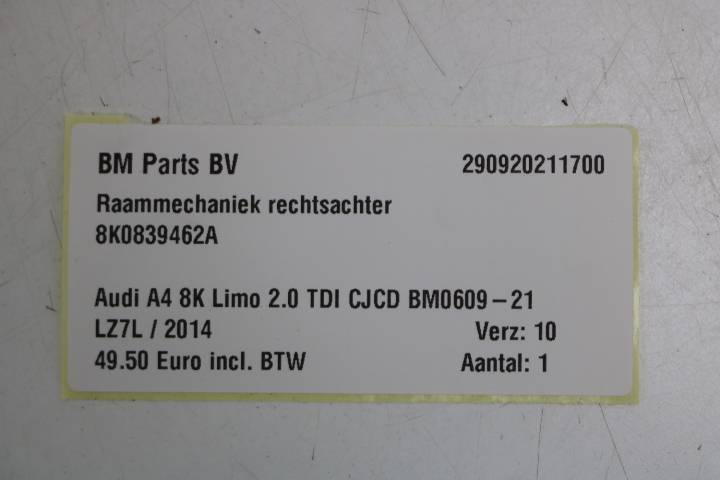 BM Parts BV 290920211700
Raammechaniek rechtsachter
8K0839462A
Audi A4 8K Limo 2.0 TDI CJCD BM0609-21
LZ7L / 2014 Verz: 10
49.50 Euro incl. BTW Aantal: 1